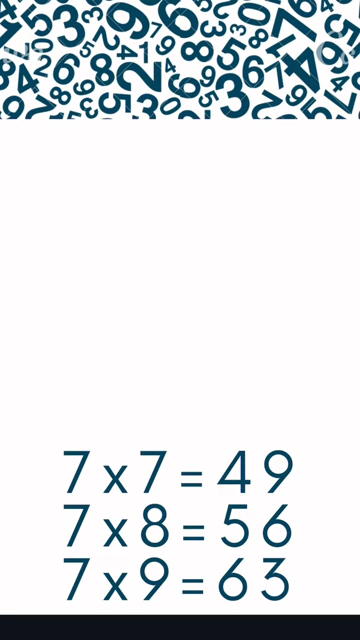 7 x 7 = 49
7 x 8 = 56
7 x 9 = 63